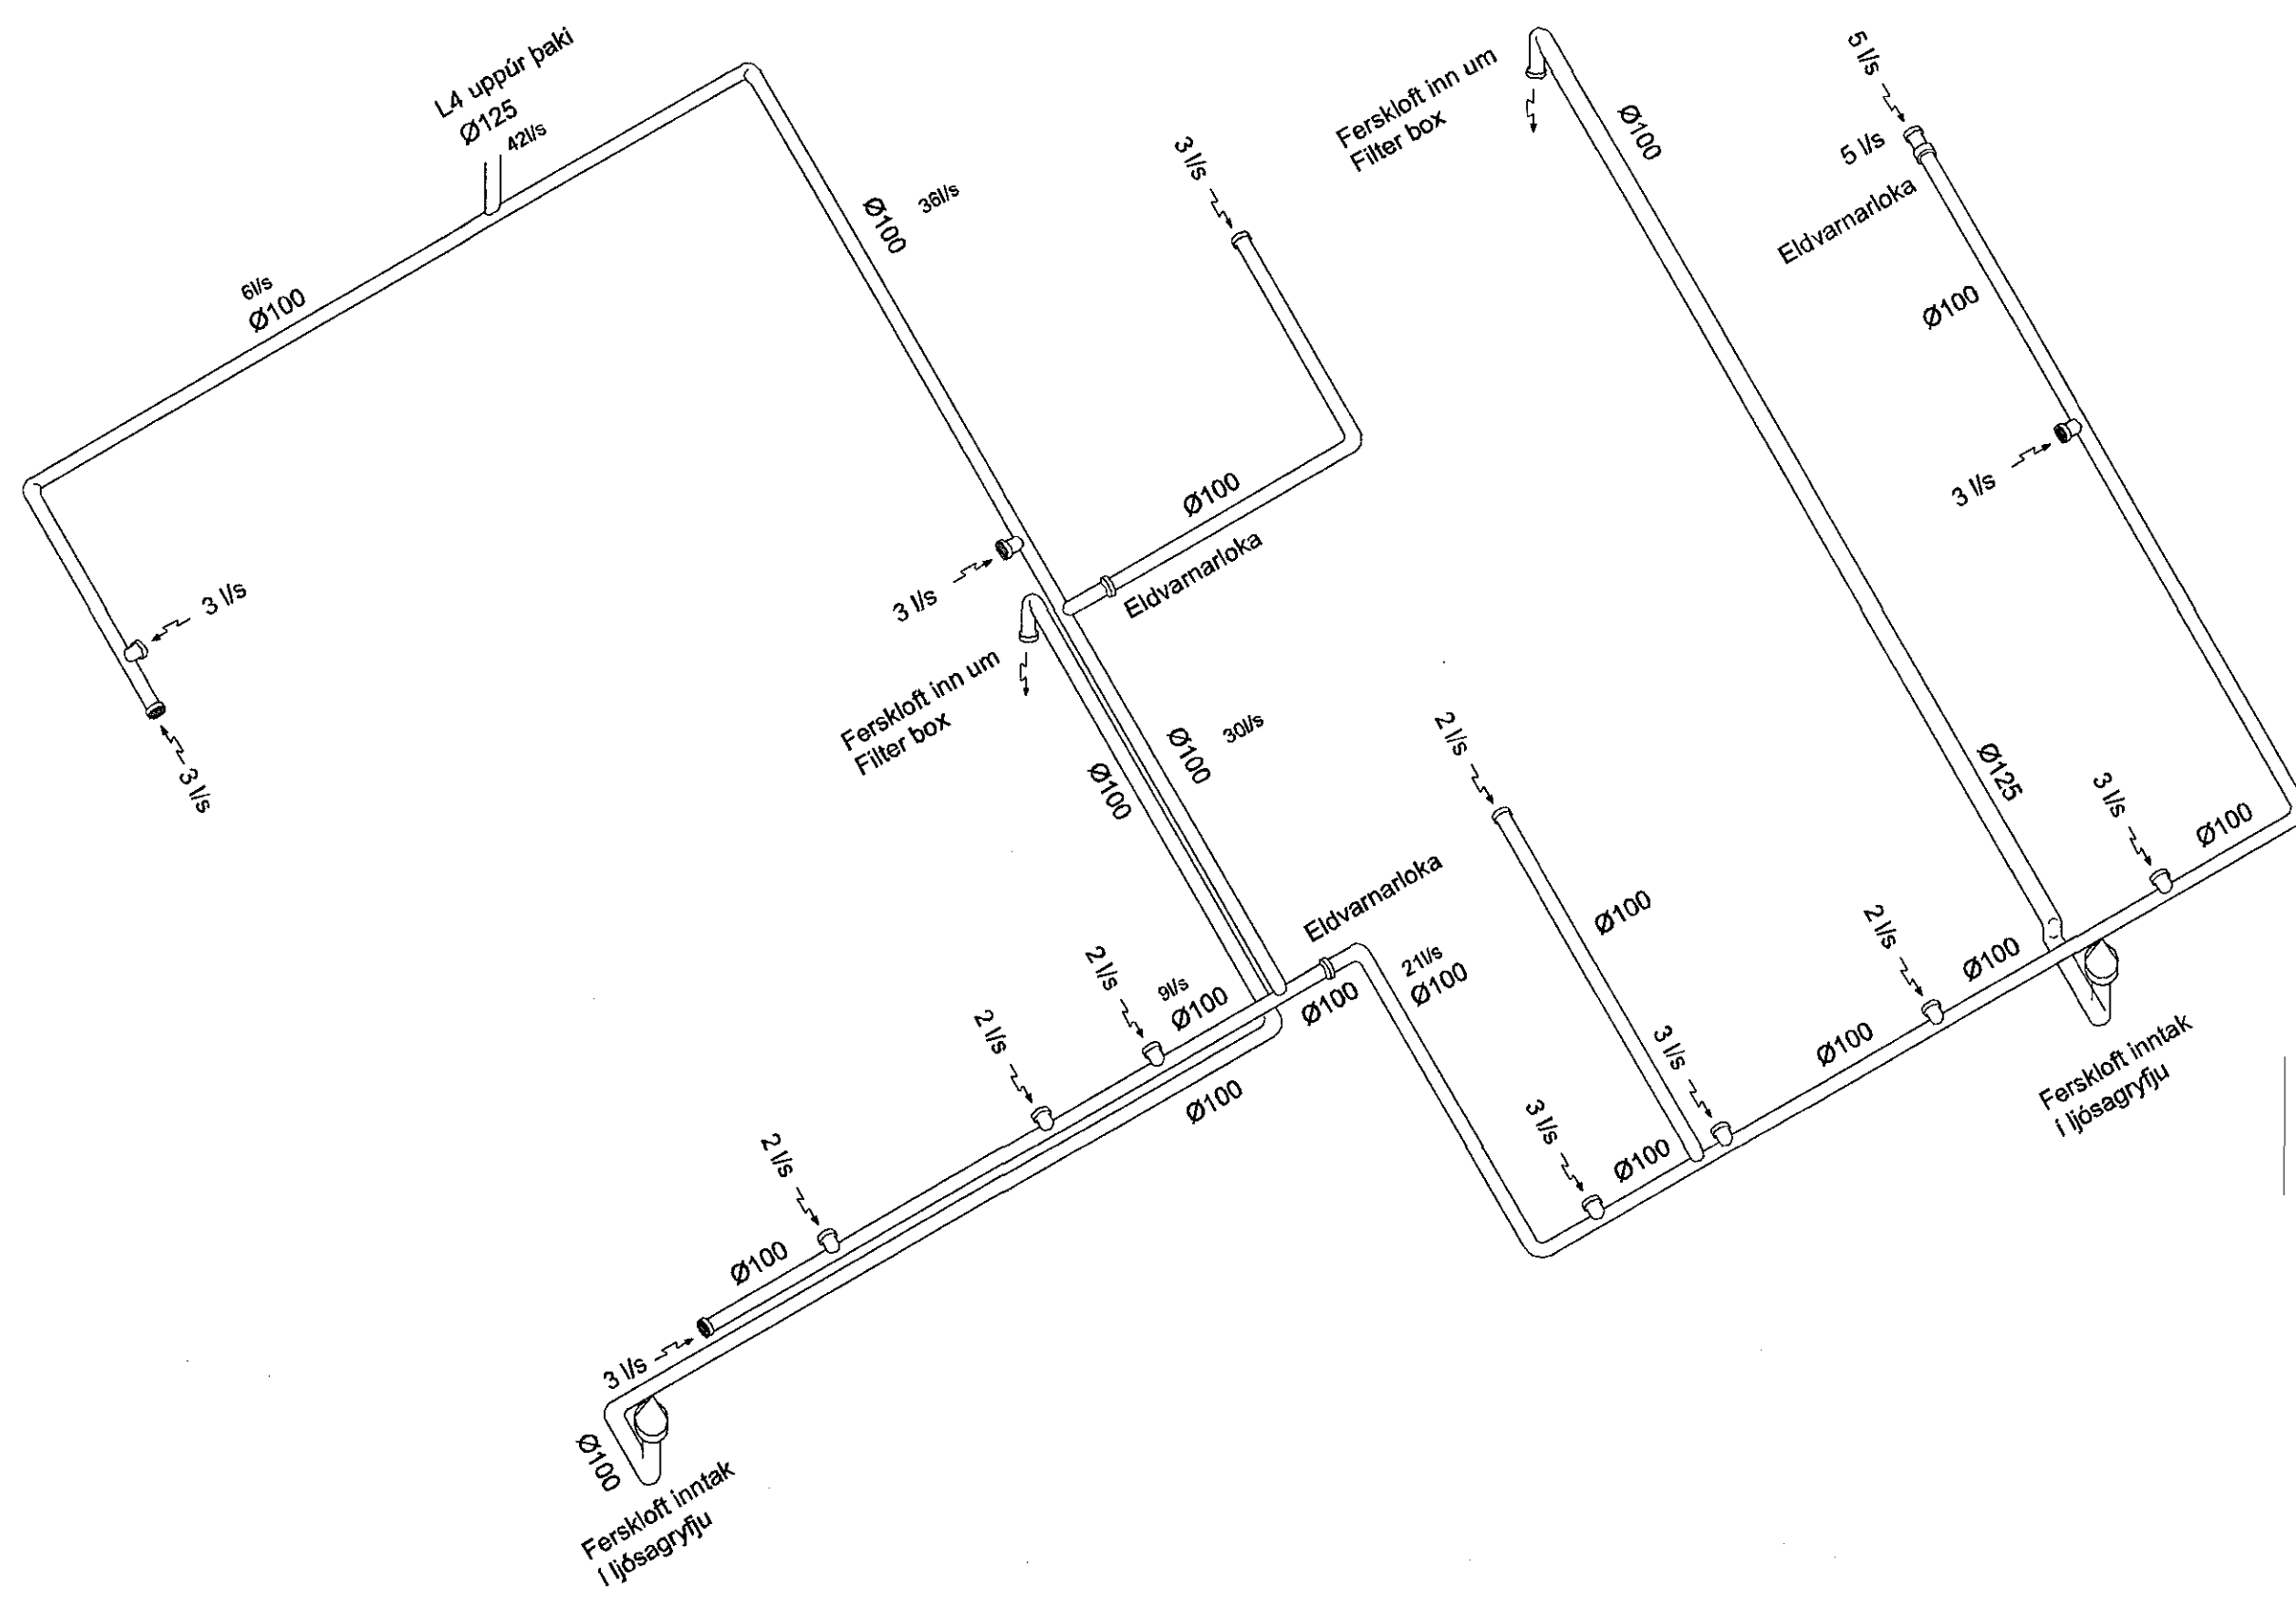 L4 uppúr þaki
Ø125
42l/s
6l/s
Ø100
Ø100
36l/s
3 l/s
Ferskloft inn um
Filter box
Ø100
5 l/s
5 l/s
Eldvarnarloka
Ø100
3 l/s
3 l/s
3 l/s
3 l/s
Ø100
Eldvarnarloka
Ferskloft inn um
Filter box
Ø100
Ø100
30l/s
2 l/s
Ø100
Ø125
3 l/s
Ø100
2 l/s
Ø100
Eldvarnarloka
21l/s
Ø100
Ø100
2 l/s
9l/s
Ø100
2 l/s
2 l/s
Ø100
Ø100
3 l/s
3 l/s
Ø100
Ø100
Ferskloft inntak
í ljósagryfju
3 l/s
Ø100
Ferskloft inntak
í ljósagryfju